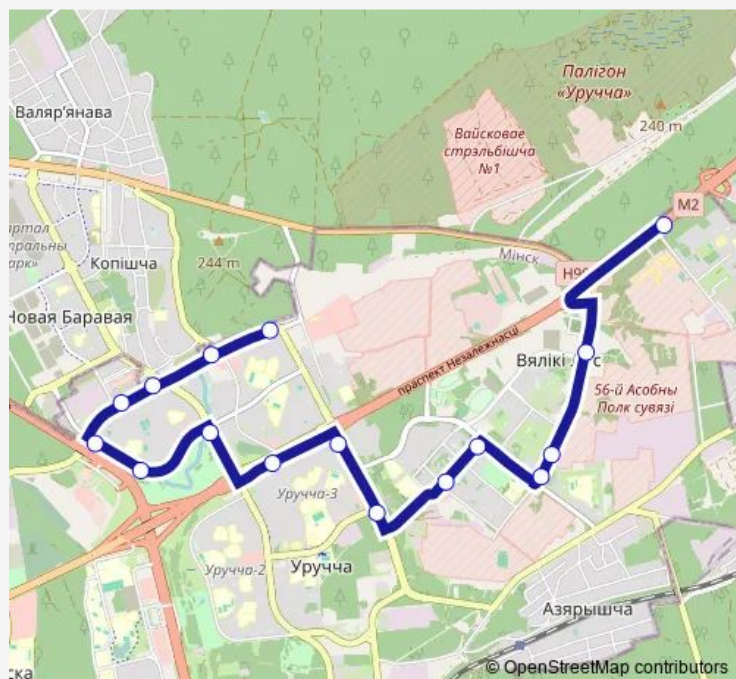 Палігон
«Уручча»
240 m
Валяр'янава
Вайсковае
стрэльбішча
№1
M2
Мінск
244 m
Копішча
Новая Баравая
праспект Незалежнасці
Вялікі
56-й Асобны
Полк сувязі
Уручча-3
Уручча-2
Уручча
Азярышча
© OpenStreetMap contributors